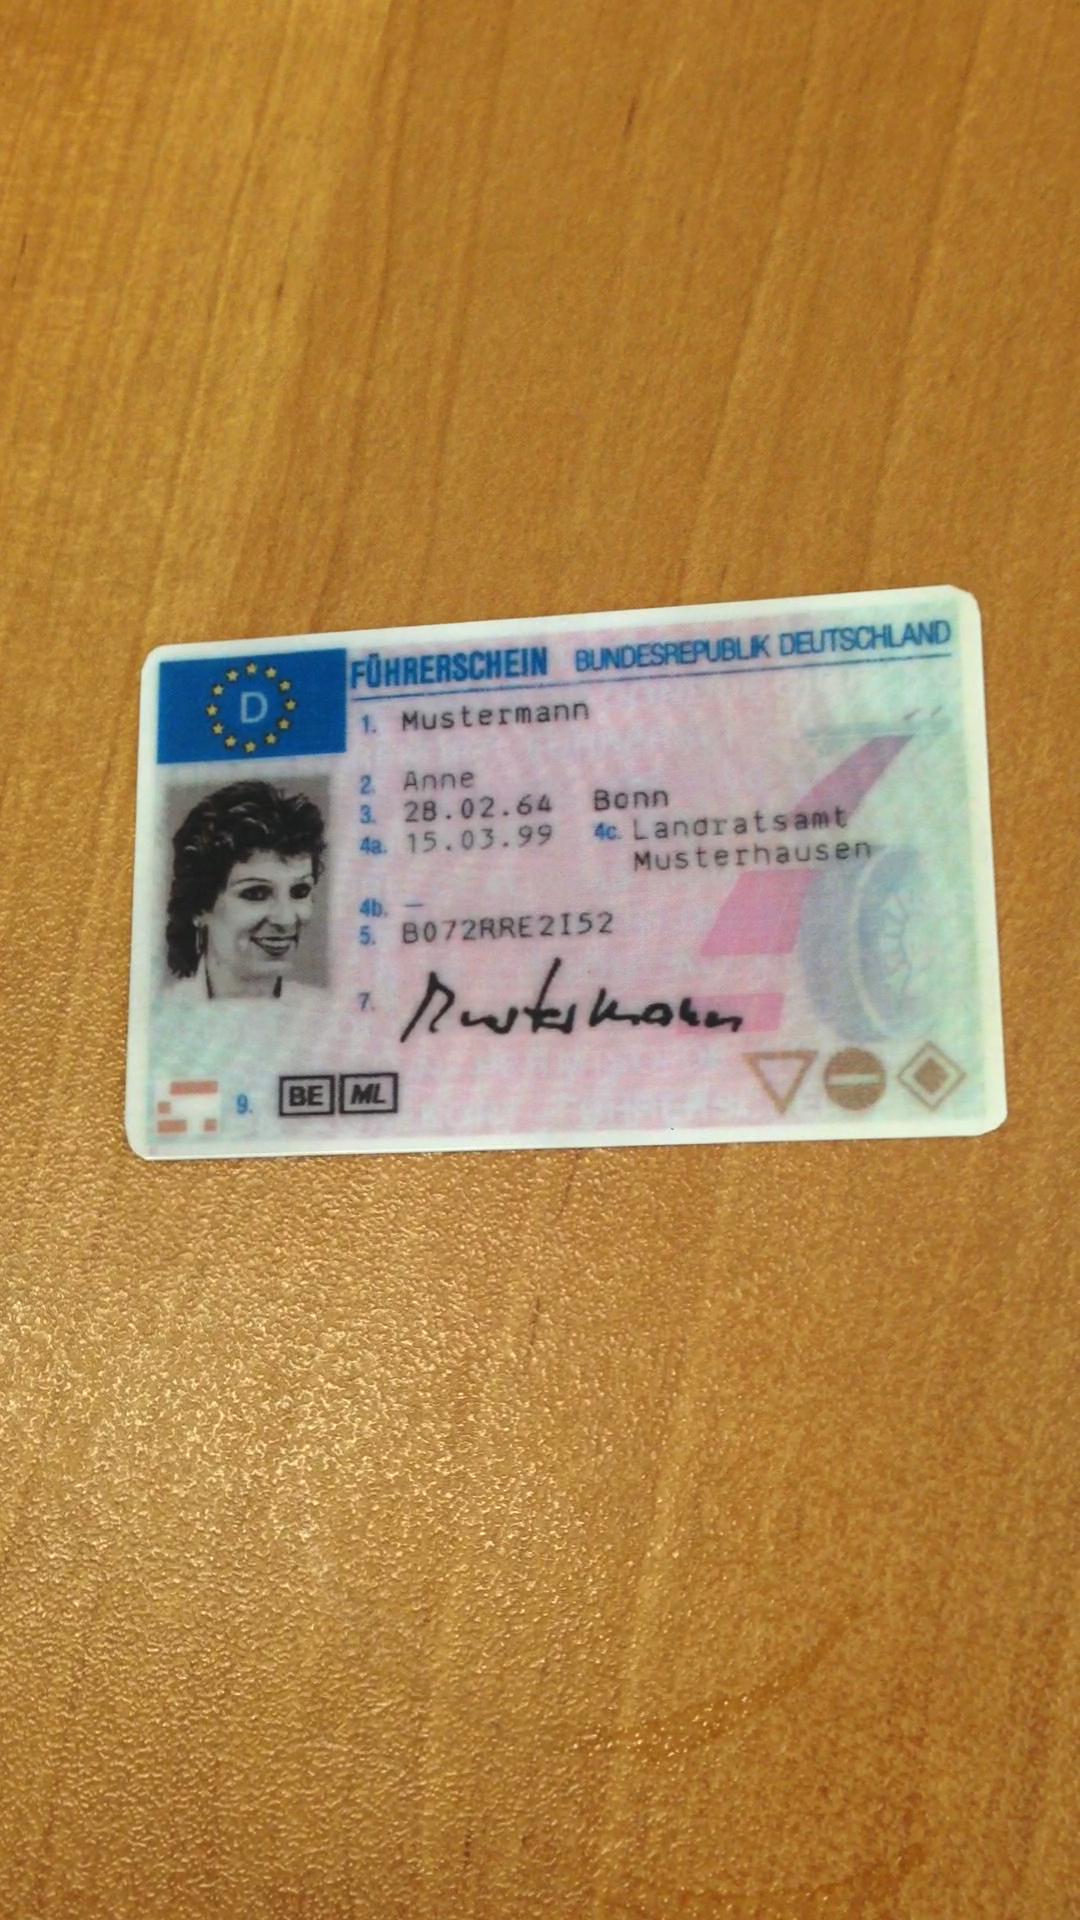 D
FÜHRERSCHEIN BUNDESREPUBLIK DEUTSCHLAND
1. Mustermann
2. Anne
3. 28.02.64 Bonn
4a. 15.03.99 4c. Landratsamt
Musterhausen
4b. –
5. B072RRE2I52
7. Mustermann
9. BE ML